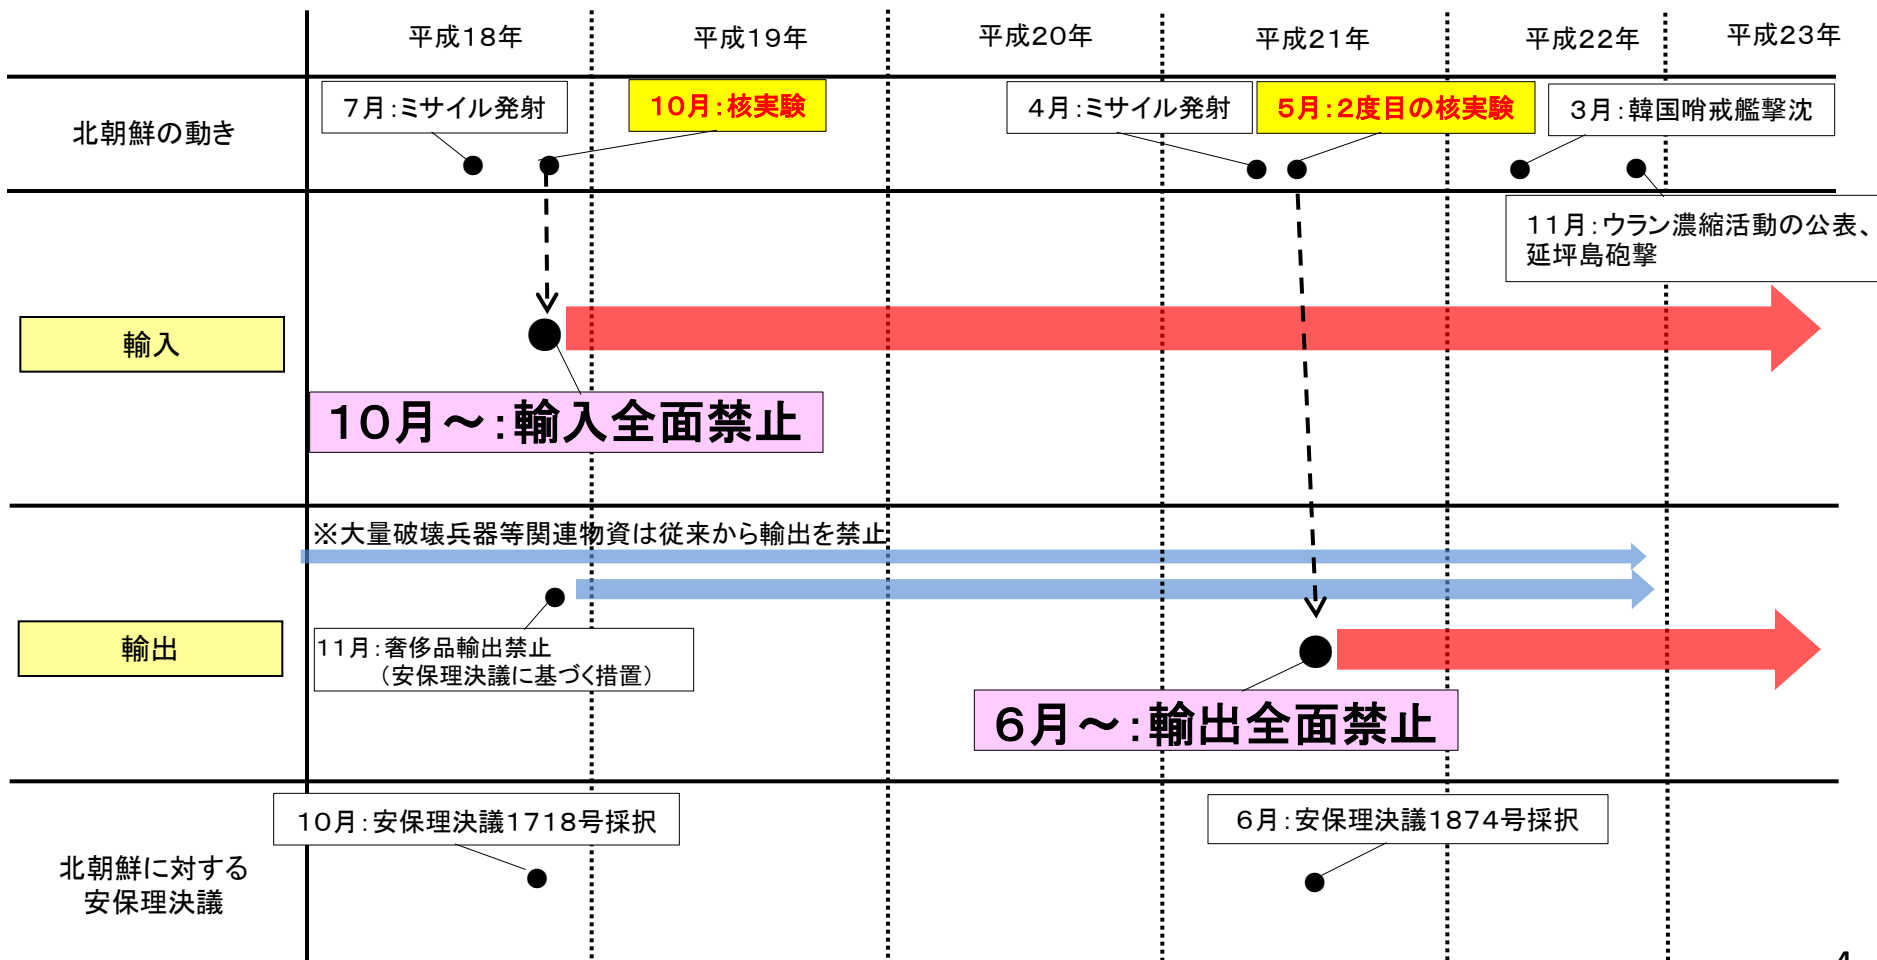 平成18年
平成19年
平成20年
平成21年
平成22年
平成23年
北朝鮮の動き
7月:ミサイル発射
10月:核実験
4月:ミサイル発射
5月:2度目の核実験
3月:韓国哨戒艦撃沈
11月:ウラン濃縮活動の公表、
延坪島砲撃
輸入
10月～:輸入全面禁止
輸出
※大量破壊兵器等関連物資は従来から輸出を禁止
11月:奢侈品輸出禁止
(安保理決議に基づく措置)
6月～:輸出全面禁止
北朝鮮に対する
安保理決議
10月:安保理決議1718号採択
6月:安保理決議1874号採択